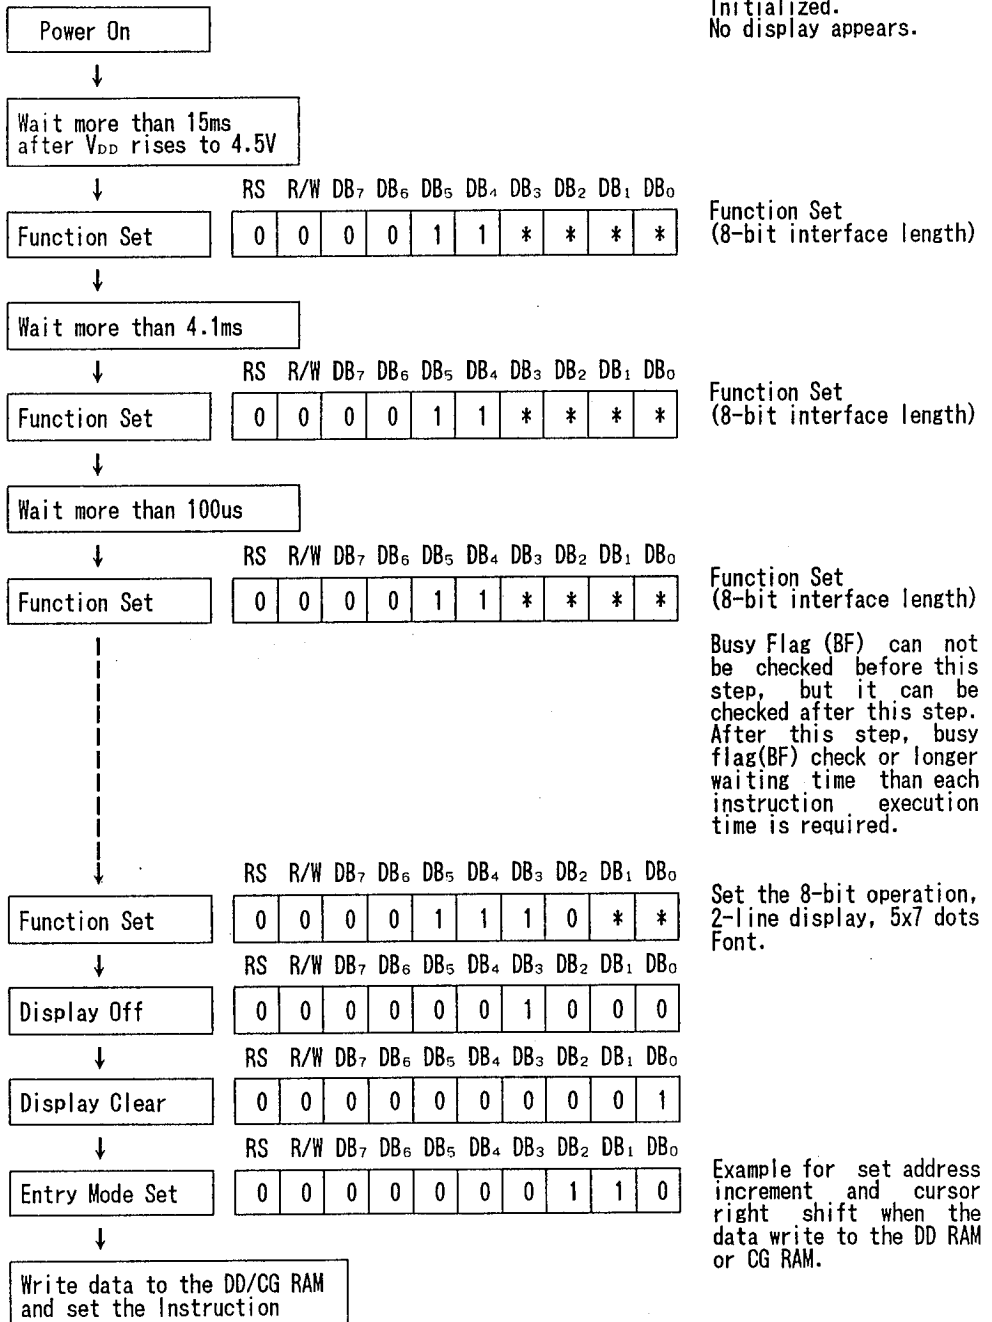 Initialized.
No display appears.
Power On
↓
Wait more than 15ms
after VDD rises to 4.5V
↓ RS R/W DB7 DB6 DB5 DB4 DB3 DB2 DB1 DB0
Function Set 0 0 0 0 1 1 * * * *
Function Set
(8-bit interface length)
↓
Wait more than 4.1ms
↓ RS R/W DB7 DB6 DB5 DB4 DB3 DB2 DB1 DB0
Function Set 0 0 0 0 1 1 * * * *
Function Set
(8-bit interface length)
↓
Wait more than 100us
↓ RS R/W DB7 DB6 DB5 DB4 DB3 DB2 DB1 DB0
Function Set 0 0 0 0 1 1 * * * *
Function Set
(8-bit interface length)
Busy Flag (BF) can not
be checked before this
step, but it can be
checked after this step.
After this step, busy
flag(BF) check or longer
waiting time than each
instruction execution
time is required.
RS R/W DB7 DB6 DB5 DB4 DB3 DB2 DB1 DB0
Function Set 0 0 0 0 1 1 1 0 * *
Set the 8-bit operation,
2-line display, 5x7 dots
Font.
↓ RS R/W DB7 DB6 DB5 DB4 DB3 DB2 DB1 DB0
Display Off 0 0 0 0 0 0 1 0 0 0
↓ RS R/W DB7 DB6 DB5 DB4 DB3 DB2 DB1 DB0
Display Clear 0 0 0 0 0 0 0 0 0 1
↓ RS R/W DB7 DB6 DB5 DB4 DB3 DB2 DB1 DB0
Entry Mode Set 0 0 0 0 0 0 0 1 1 0
Example for set address
increment and cursor
right shift when the
data write to the DD RAM
or CG RAM.
↓
Write data to the DD/CG RAM
and set the Instruction